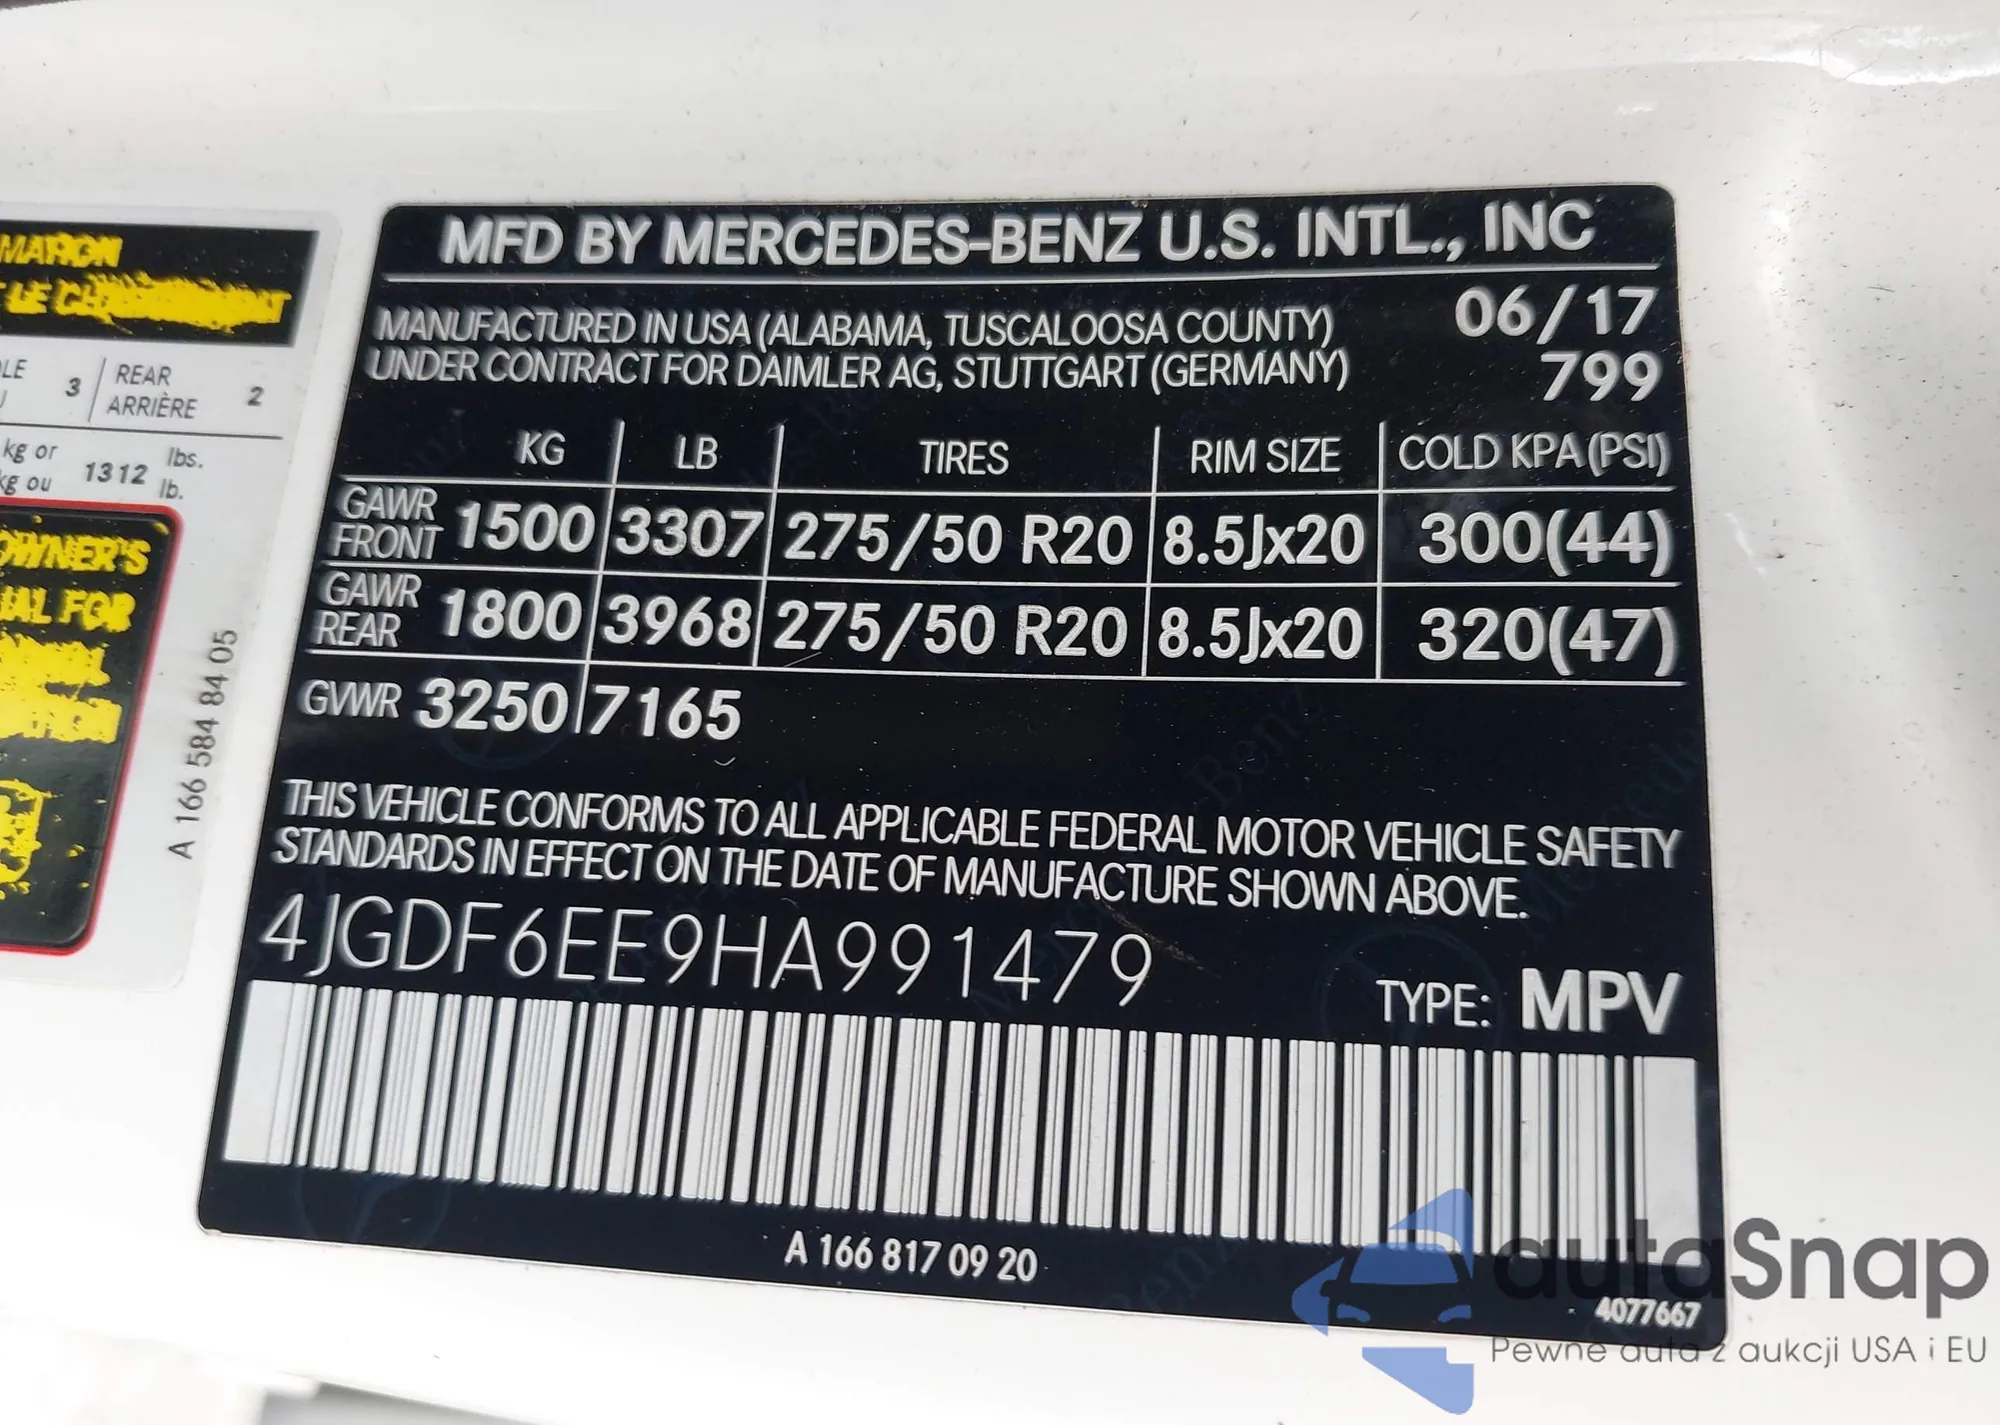 MFD BY MERCEDES-BENZ U.S. INTL., INC
MANUFACTURED IN USA (ALABAMA, TUSCALOOSA COUNTY) 06/17
UNDER CONTRACT FOR DAIMLER AG, STUTTGART (GERMANY) 799
KG LB TIRES RIM SIZE COLD KPA (PSI)
GAWR FRONT 1500 3307 275/50 R20 8.5Jx20 300(44)
GAWR REAR 1800 3968 275/50 R20 8.5Jx20 320(47)
GVWR 3250 7165
THIS VEHICLE CONFORMS TO ALL APPLICABLE FEDERAL MOTOR VEHICLE SAFETY
STANDARDS IN EFFECT ON THE DATE OF MANUFACTURE SHOWN ABOVE.
4JGDF6EE9HA991479
TYPE: MPV
A 166 817 09 20
4077667
3 REAR 2
ARRIÈRE
kg or 1312 lbs.
kg ou lb.
OWNER'S
FOR
A 166 584 84 05
autaSnap
Pewne auta z aukcji USA i EU